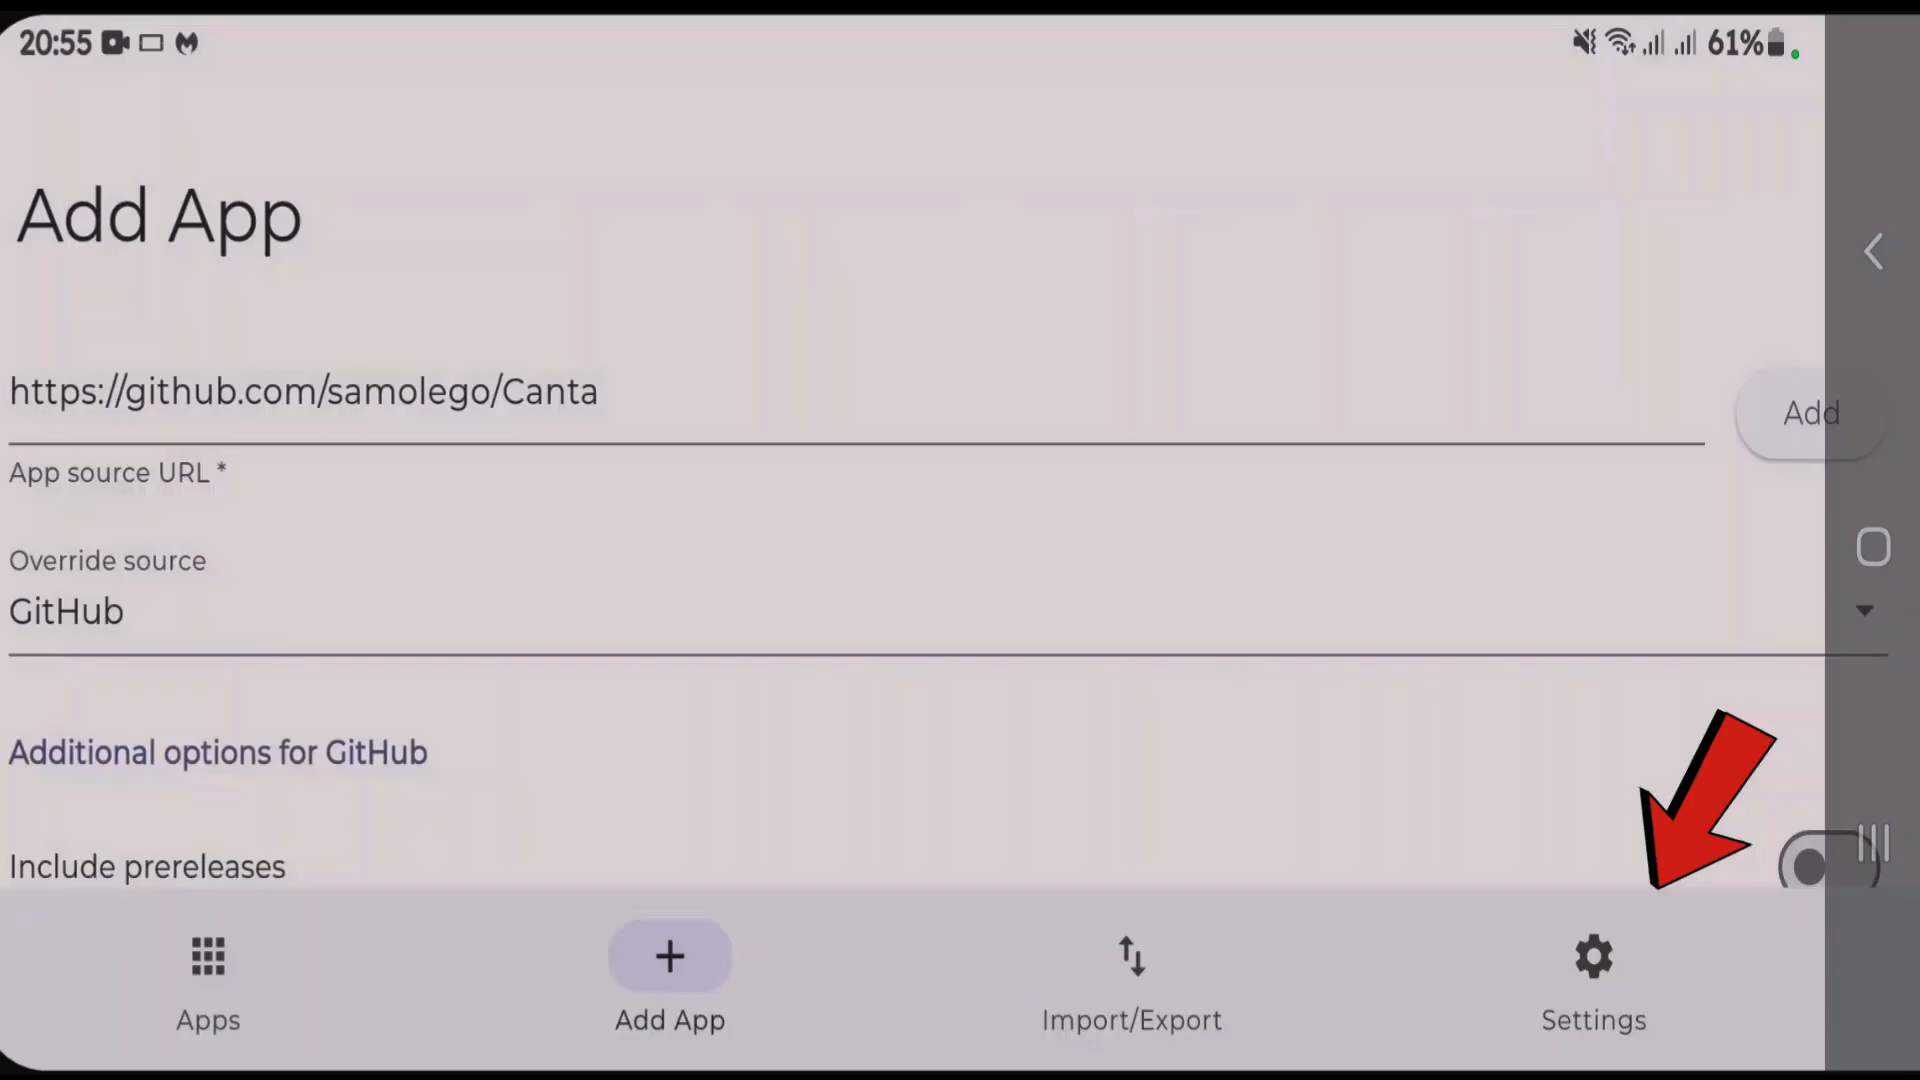 20:55
61%
Add App
https://github.com/samolego/Canta
Add
App source URL *
Override source
GitHub
Additional options for GitHub
Include prereleases
Apps
Add App
Import/Export
Settings